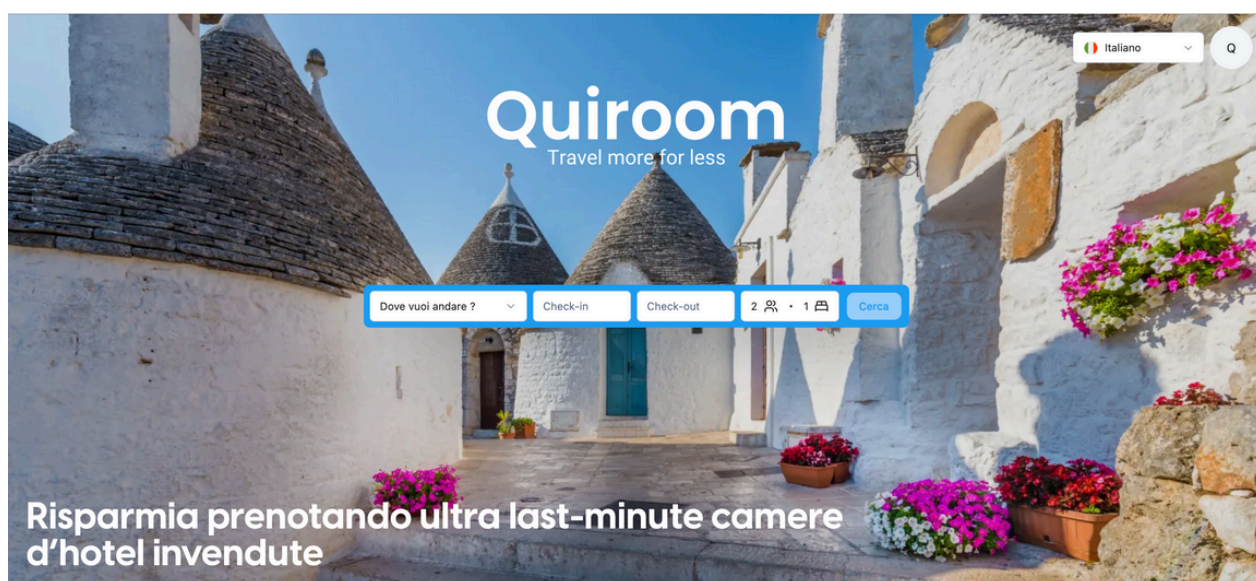 Italiano
Q
Quiroom
Travel more for less
Dove vuoi andare ?
Check-in
Check-out
2 · 1
Cerca
Risparmia prenotando ultra last-minute camere
d’hotel invendute